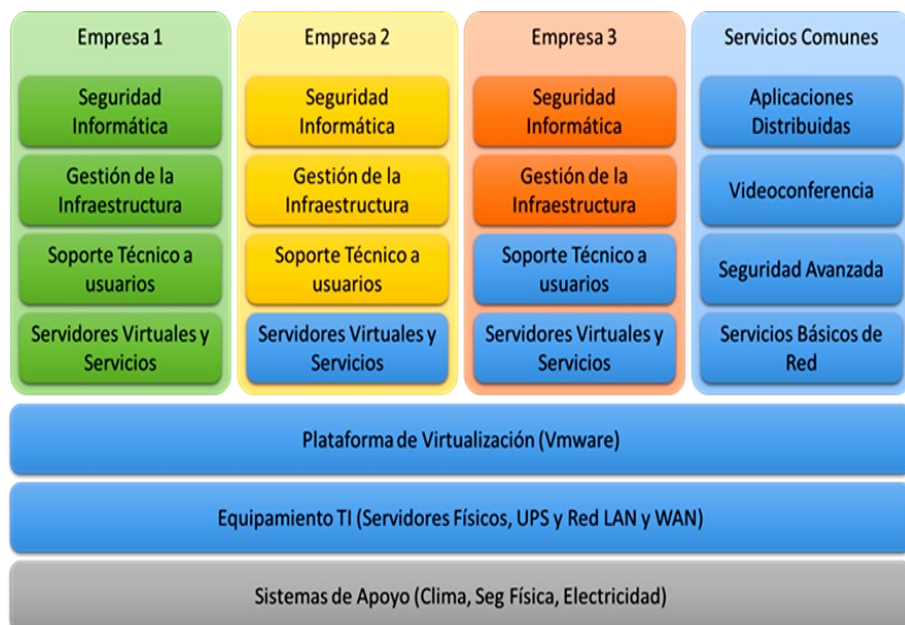 Empresa 1
Seguridad
Informática
Gestión de la
Infraestructura
Soporte Técnico a
usuarios
Servidores Virtuales y
Servicios
Empresa 2
Seguridad
Informática
Gestión de la
Infraestructura
Soporte Técnico a
usuarios
Servidores Virtuales y
Servicios
Empresa 3
Seguridad
Informática
Gestión de la
Infraestructura
Soporte Técnico a
usuarios
Servidores Virtuales y
Servicios
Servicios Comunes
Aplicaciones
Distribuidas
Videoconferencia
Seguridad Avanzada
Servicios Básicos de
Red
Plataforma de Virtualización (Vmware)
Equipamiento TI (Servidores Físicos, UPS y Red LAN y WAN)
Sistemas de Apoyo (Clima, Seg Física, Electricidad)